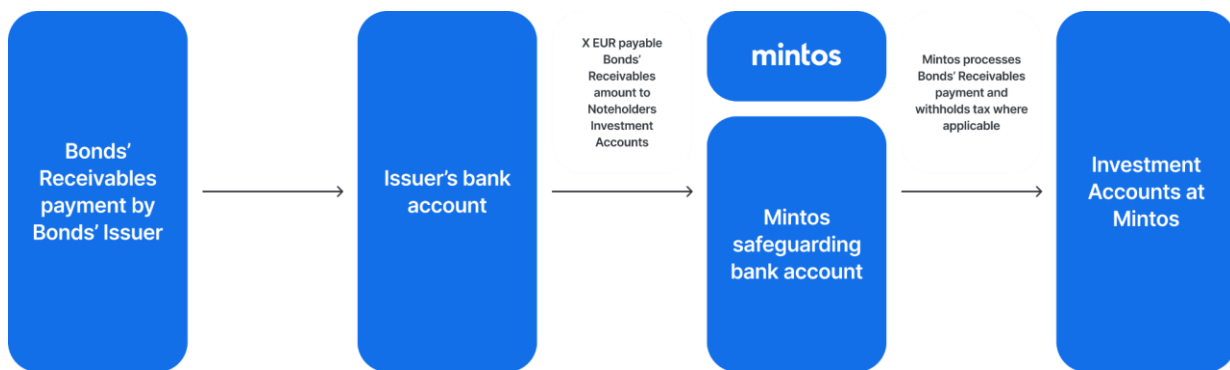 Bonds’
Receivables
payment by
Bonds’ Issuer
Issuer’s bank
account
X EUR payable
Bonds’
Receivables
amount to
Noteholders
Investment
Accounts
mintos
Mintos
safeguarding
bank account
Mintos processes
Bonds’ Receivables
payment and
withholds tax where
applicable
Investment
Accounts at
Mintos